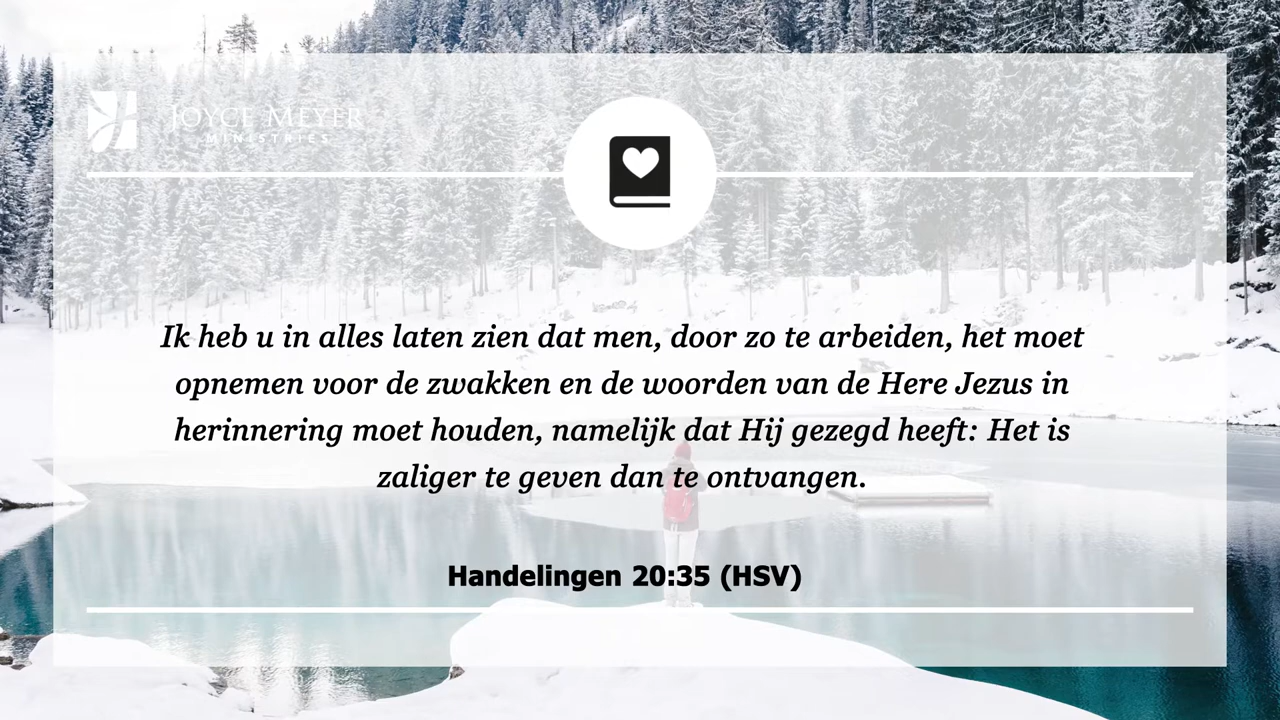 JOYCE MEYER
MINISTRIES
Ik heb u in alles laten zien dat men, door zo te arbeiden, het moet
opnemen voor de zwakken en de woorden van de Here Jezus in
herinnering moet houden, namelijk dat Hij gezegd heeft: Het is
zaliger te geven dan te ontvangen.
Handelingen 20:35 (HSV)